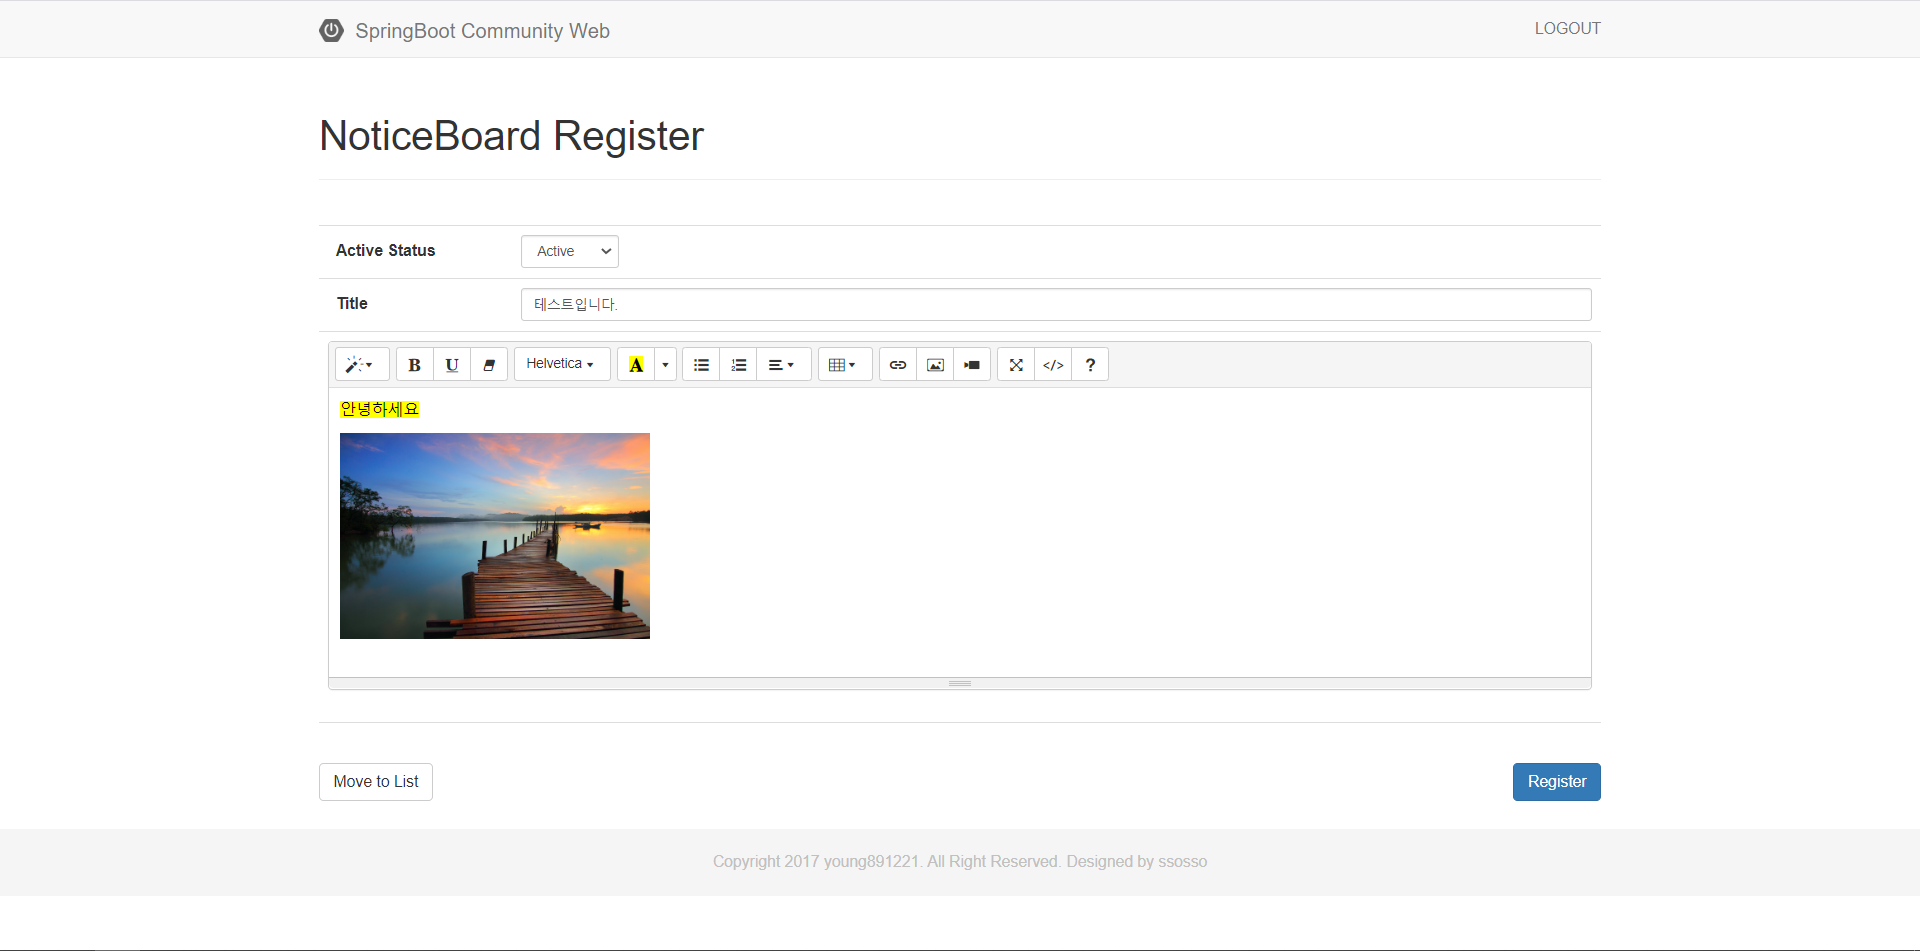 SpringBoot Community Web
LOGOUT
NoticeBoard Register
Active Status
Active
Title
테스트입니다.
B U Helvetica A </> ?
안녕하세요
Move to List
Register
Copyright 2017 young891221. All Right Reserved. Designed by ssosso